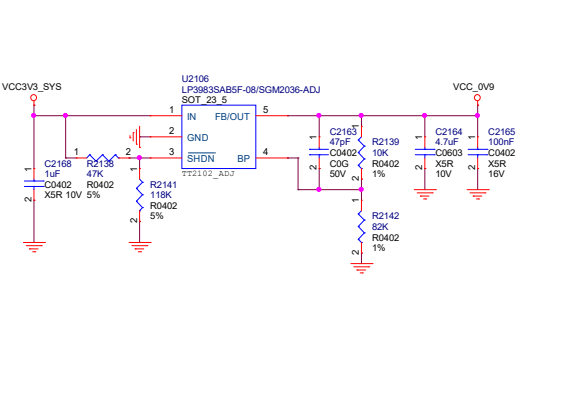 U2106
LP3983SAB5F-08/SGM2036-ADJ
SOT_23_5
VCC3V3_SYS
VCC_0V9
1
IN
FB/OUT
5
2
GND
3
SHDN
BP
4
TT2102_ADJ
1
2
R2138
47K
R0402
5%
1
2
C2168
1uF
C0402
X5R 10V
1
2
R2141
118K
R0402
5%
1
2
C2163
47pF
C0402
C0G
50V
1
2
R2139
10K
R0402
1%
1
2
C2164
4.7uF
C0603
X5R
10V
1
2
C2165
100nF
C0402
X5R
16V
1
2
R2142
82K
R0402
1%